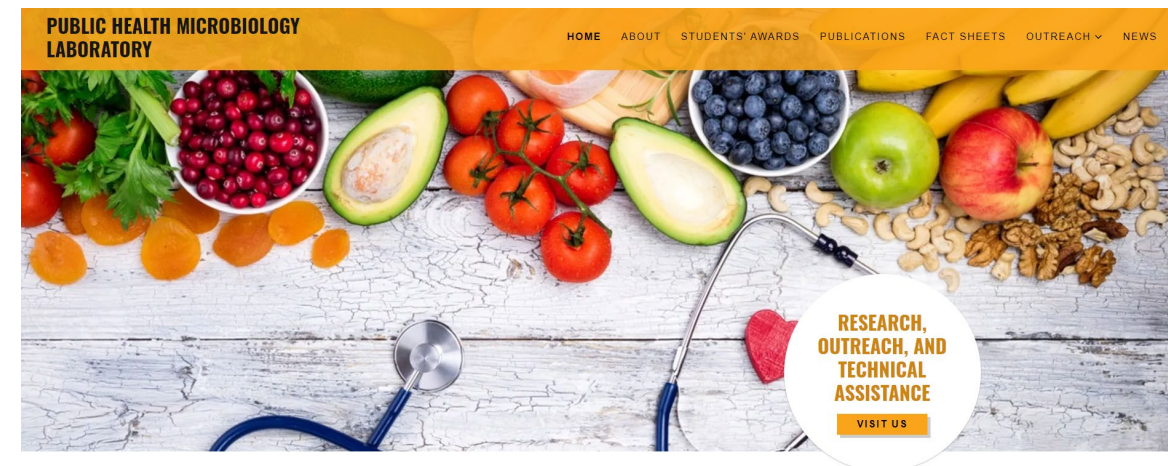 PUBLIC HEALTH MICROBIOLOGY
LABORATORY
HOME ABOUT STUDENTS' AWARDS PUBLICATIONS FACT SHEETS OUTREACH NEWS
RESEARCH,
OUTREACH, AND
TECHNICAL
ASSISTANCE
VISIT US